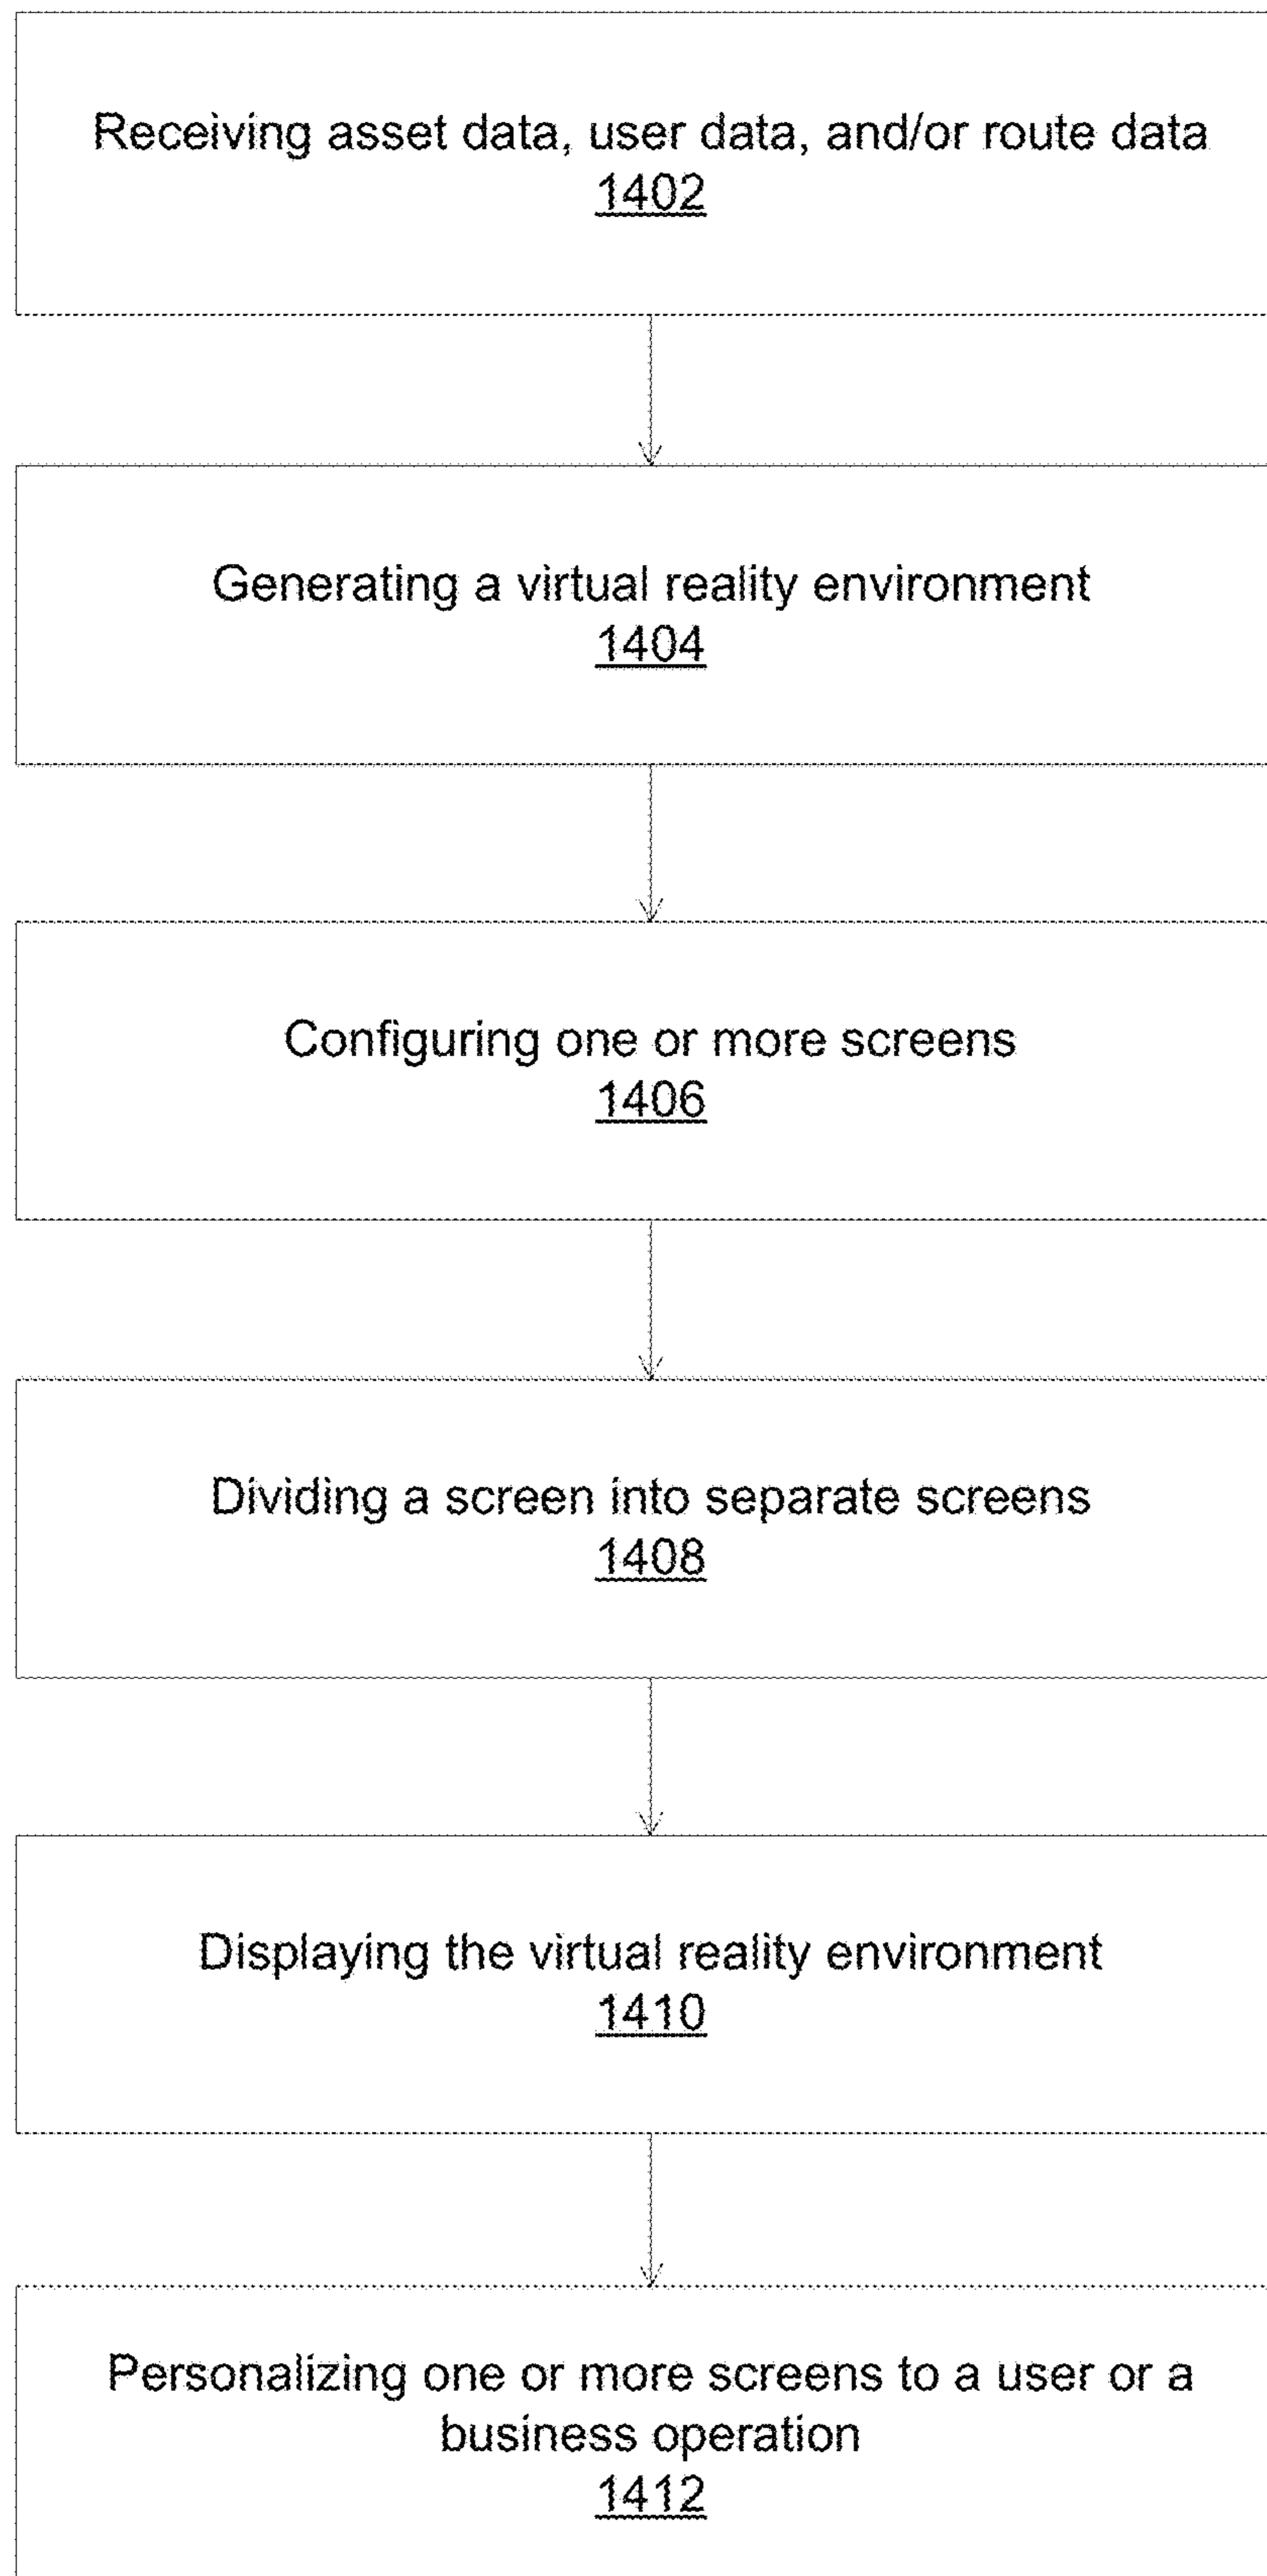 Receiving asset data, user data, and/or route data
1402
Generating a virtual reality environment
1404
Configuring one or more screens
1406
Dividing a screen into separate screens
1408
Displaying the virtual reality environment
1410
Personalizing one or more screens to a user or a
business operation
1412